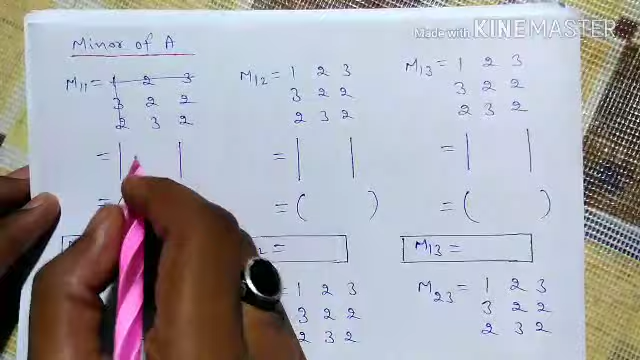 Made with KINEMASTER
Minor of A
M11 = 1 2 3
3 2 2
2 3 2
= | |
=
M12 = 1 2 3
3 2 2
2 3 2
= | |
= ( )
2 =
M13 = 1 2 3
3 2 2
2 3 2
= | |
= ( )
M13 =
= 1 2 3
3 2 2
2 3 2
M23 = 1 2 3
3 2 2
2 3 2